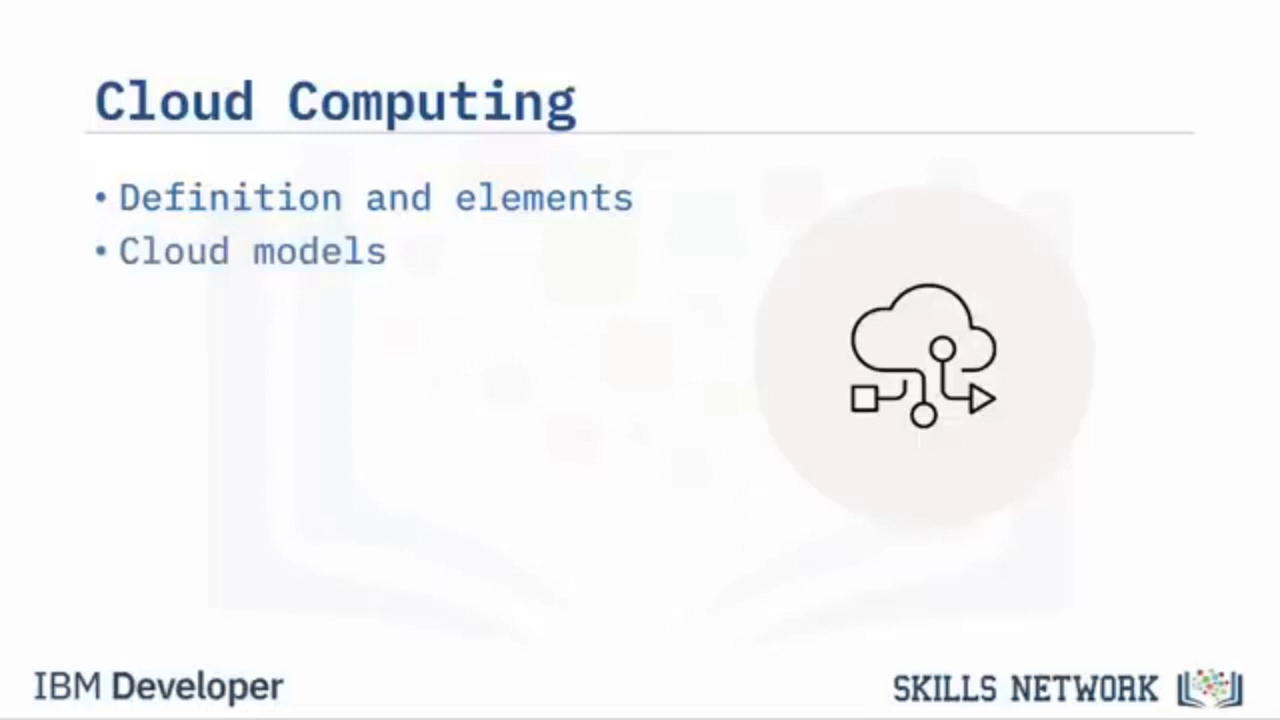 Cloud Computing
• Definition and elements
• Cloud models
IBM Developer
SKILLS NETWORK